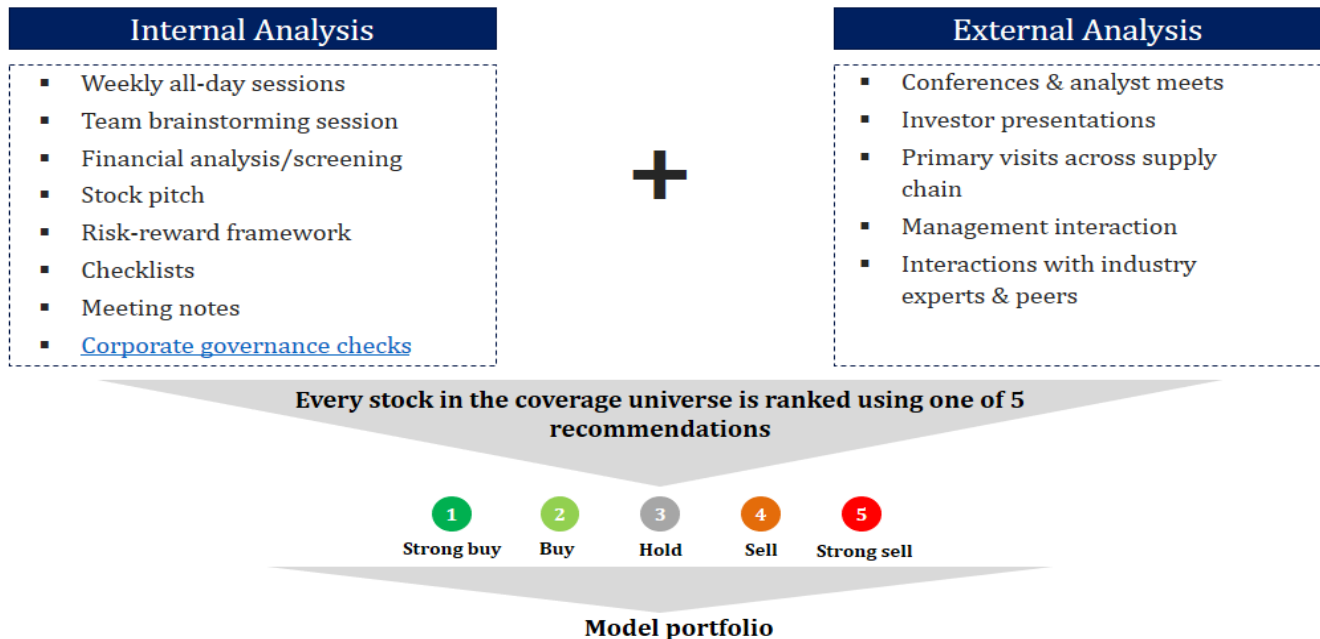 Internal Analysis
▪ Weekly all-day sessions
▪ Team brainstorming session
▪ Financial analysis/screening
▪ Stock pitch
▪ Risk-reward framework
▪ Checklists
▪ Meeting notes
▪ Corporate governance checks
+
External Analysis
▪ Conferences & analyst meets
▪ Investor presentations
▪ Primary visits across supply
chain
▪ Management interaction
▪ Interactions with industry
experts & peers
Every stock in the coverage universe is ranked using one of 5
recommendations
1 2 3 4 5
Strong buy Buy Hold Sell Strong sell
Model portfolio